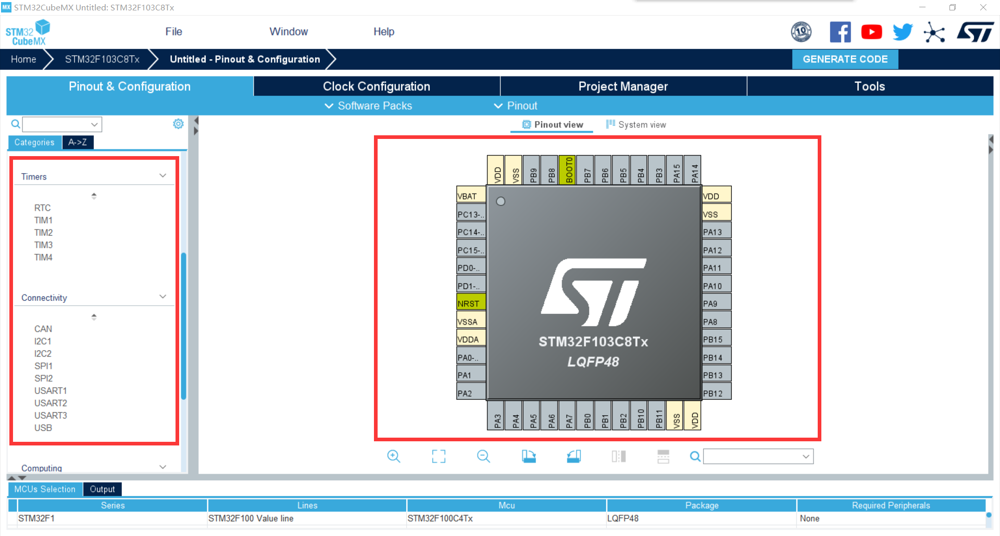 MX STM32CubeMX Untitled: STM32F103C8Tx
STM32
CubeMX
File Window Help
10
Home STM32F103C8Tx Untitled - Pinout & Configuration GENERATE CODE
Pinout & Configuration Clock Configuration Project Manager Tools
Software Packs Pinout
Pinout view System view
Categories A->Z
Timers
RTC
TIM1
TIM2
TIM3
TIM4
Connectivity
CAN
I2C1
I2C2
SPI1
SPI2
USART1
USART2
USART3
USB
Computing
VDD VSS PB9 PB8 BOOT0 PB7 PB6 PB5 PB4 PB3 PA15 PA14
VBAT
PC13-..
PC14-..
PC15-..
PD0-..
PD1-..
NRST
VSSA
VDDA
PA0-..
PA1
PA2
ST
STM32F103C8Tx
LQFP48
VDD
VSS
PA13
PA12
PA11
PA10
PA9
PA8
PB15
PB14
PB13
PB12
PA3 PA4 PA5 PA6 PA7 PB0 PB1 PB2 PB10 PB11 VSS VDD
MCUs Selection Output
Series Lines Mcu Package Required Peripherals
STM32F1 STM32F100 Value line STM32F100C4Tx LQFP48 None